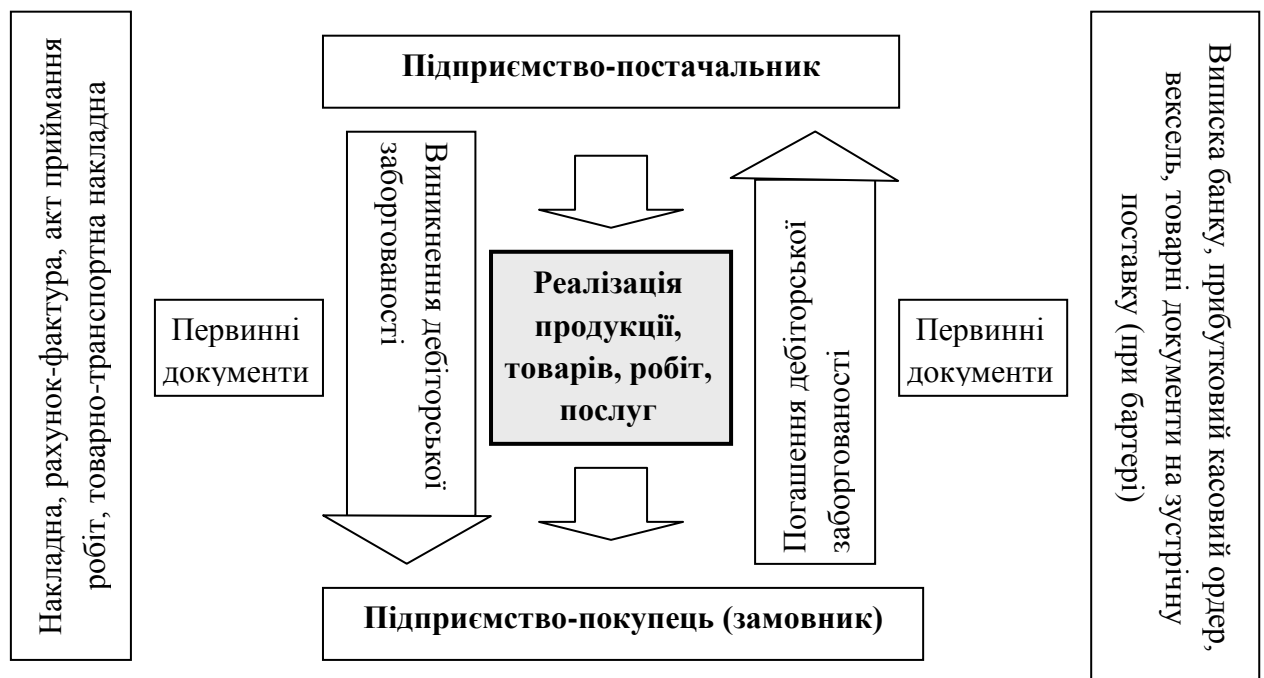 Накладна, рахунок-фактура, акт приймання
робіт, товарно-транспортна накладна
Підприємство-постачальник
Первинні
документи
Виникнення дебіторської
заборгованості
Реалізація
продукції,
товарів, робіт,
послуг
Погашення дебіторської
заборгованості
Первинні
документи
Підприємство-покупець (замовник)
Виписка банку, прибутковий касовий ордер,
вексель, товарні документи на зустрічну
поставку (при бартері)